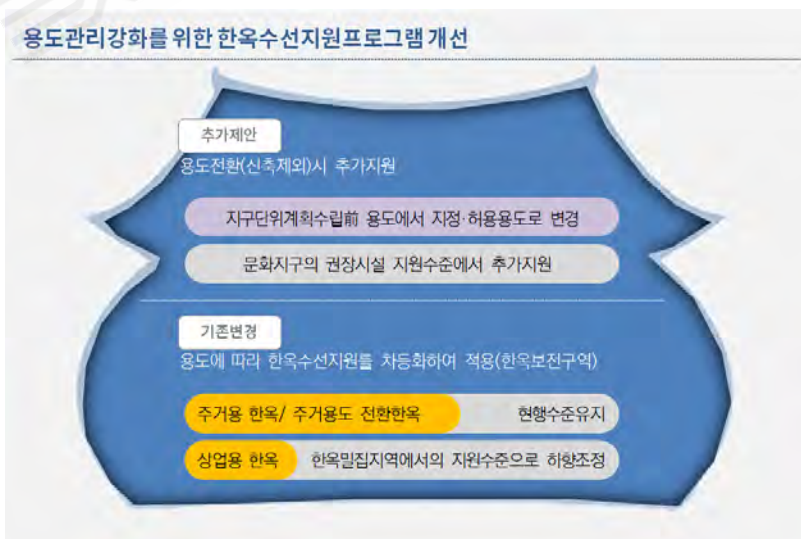 용도관리강화를 위한 한옥수선지원프로그램 개선
추가제안
용도전환(신축제외)시 추가지원
지구단위계획수립前 용도에서 지정·허용용도로 변경
문화지구의 권장시설 지원수준에서 추가지원
기존변경
용도에 따라 한옥수선지원를 차등화하여 적용(한옥보전구역)
주거용 한옥/ 주거용도 전환한옥 현행수준유지
상업용 한옥 한옥밀집지역에서의 지원수준으로 하향조정